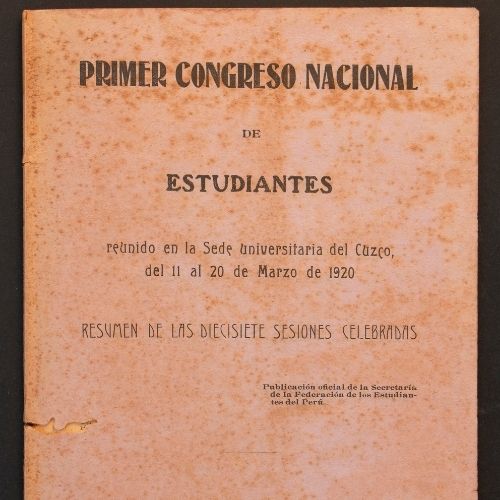 PRIMER CONGRESO NACIONAL
DE
ESTUDIANTES
reunido en la Sede universitaria del Cuzco,
del 11 al 20 de Marzo de 1920
RESUMEN DE LAS DIECISIETE SESIONES CELEBRADAS
Publicación oficial de la Secretaría
de la Federación de los Estudian-
tes del Perú.